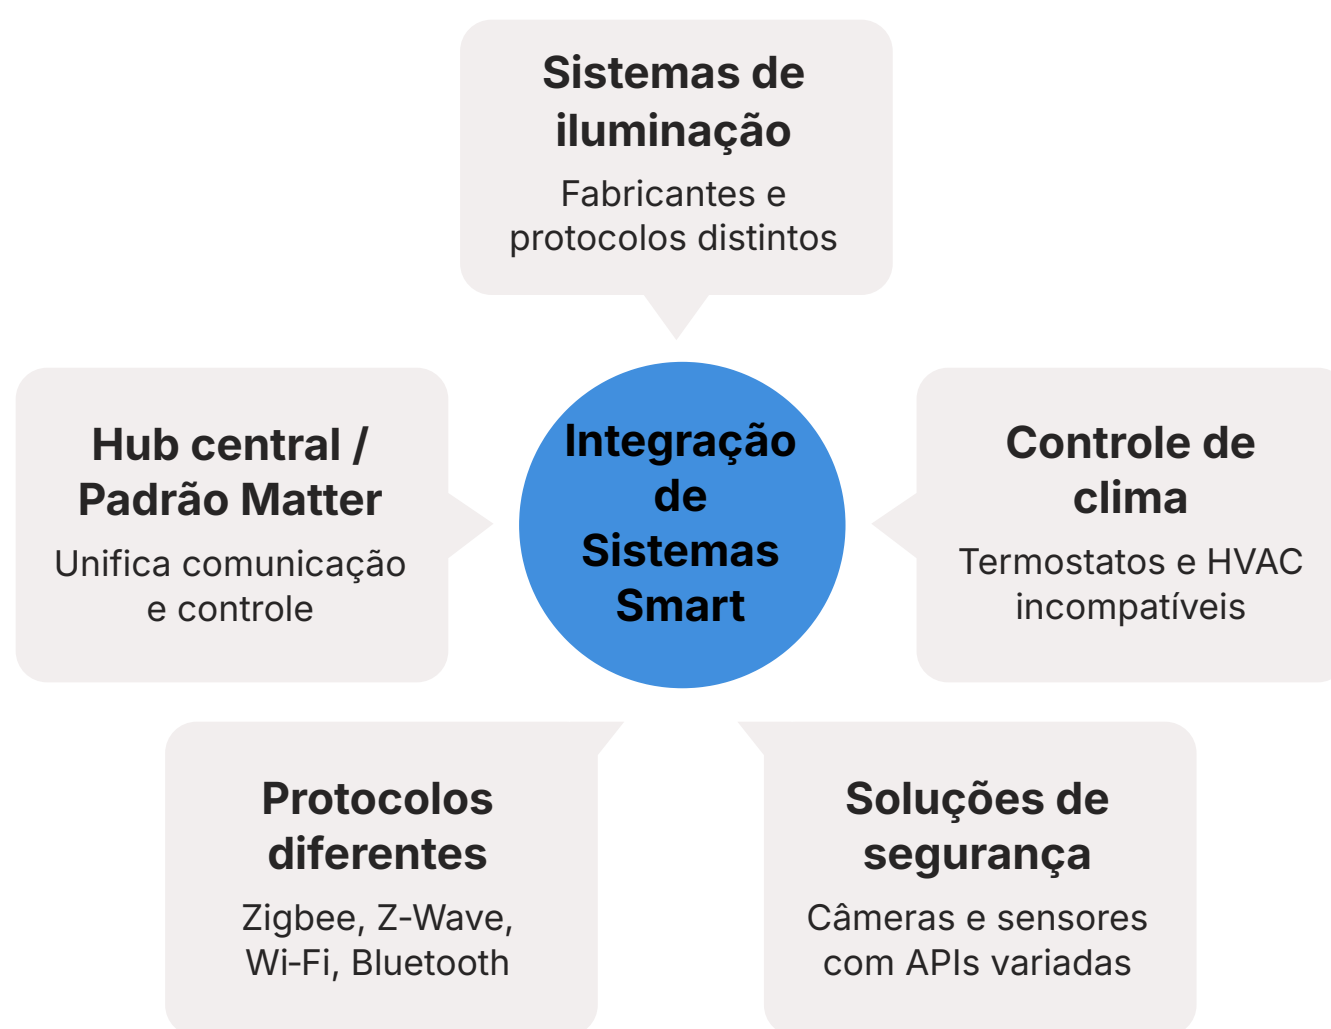 Sistemas de
iluminação
Fabricantes e
protocolos distintos
Hub central /
Padrão Matter
Unifica comunicação
e controle
Integração
de
Sistemas
Smart
Controle de
clima
Termostatos e HVAC
incompatíveis
Protocolos
diferentes
Zigbee, Z-Wave,
Wi-Fi, Bluetooth
Soluções de
segurança
Câmeras e sensores
com APIs variadas